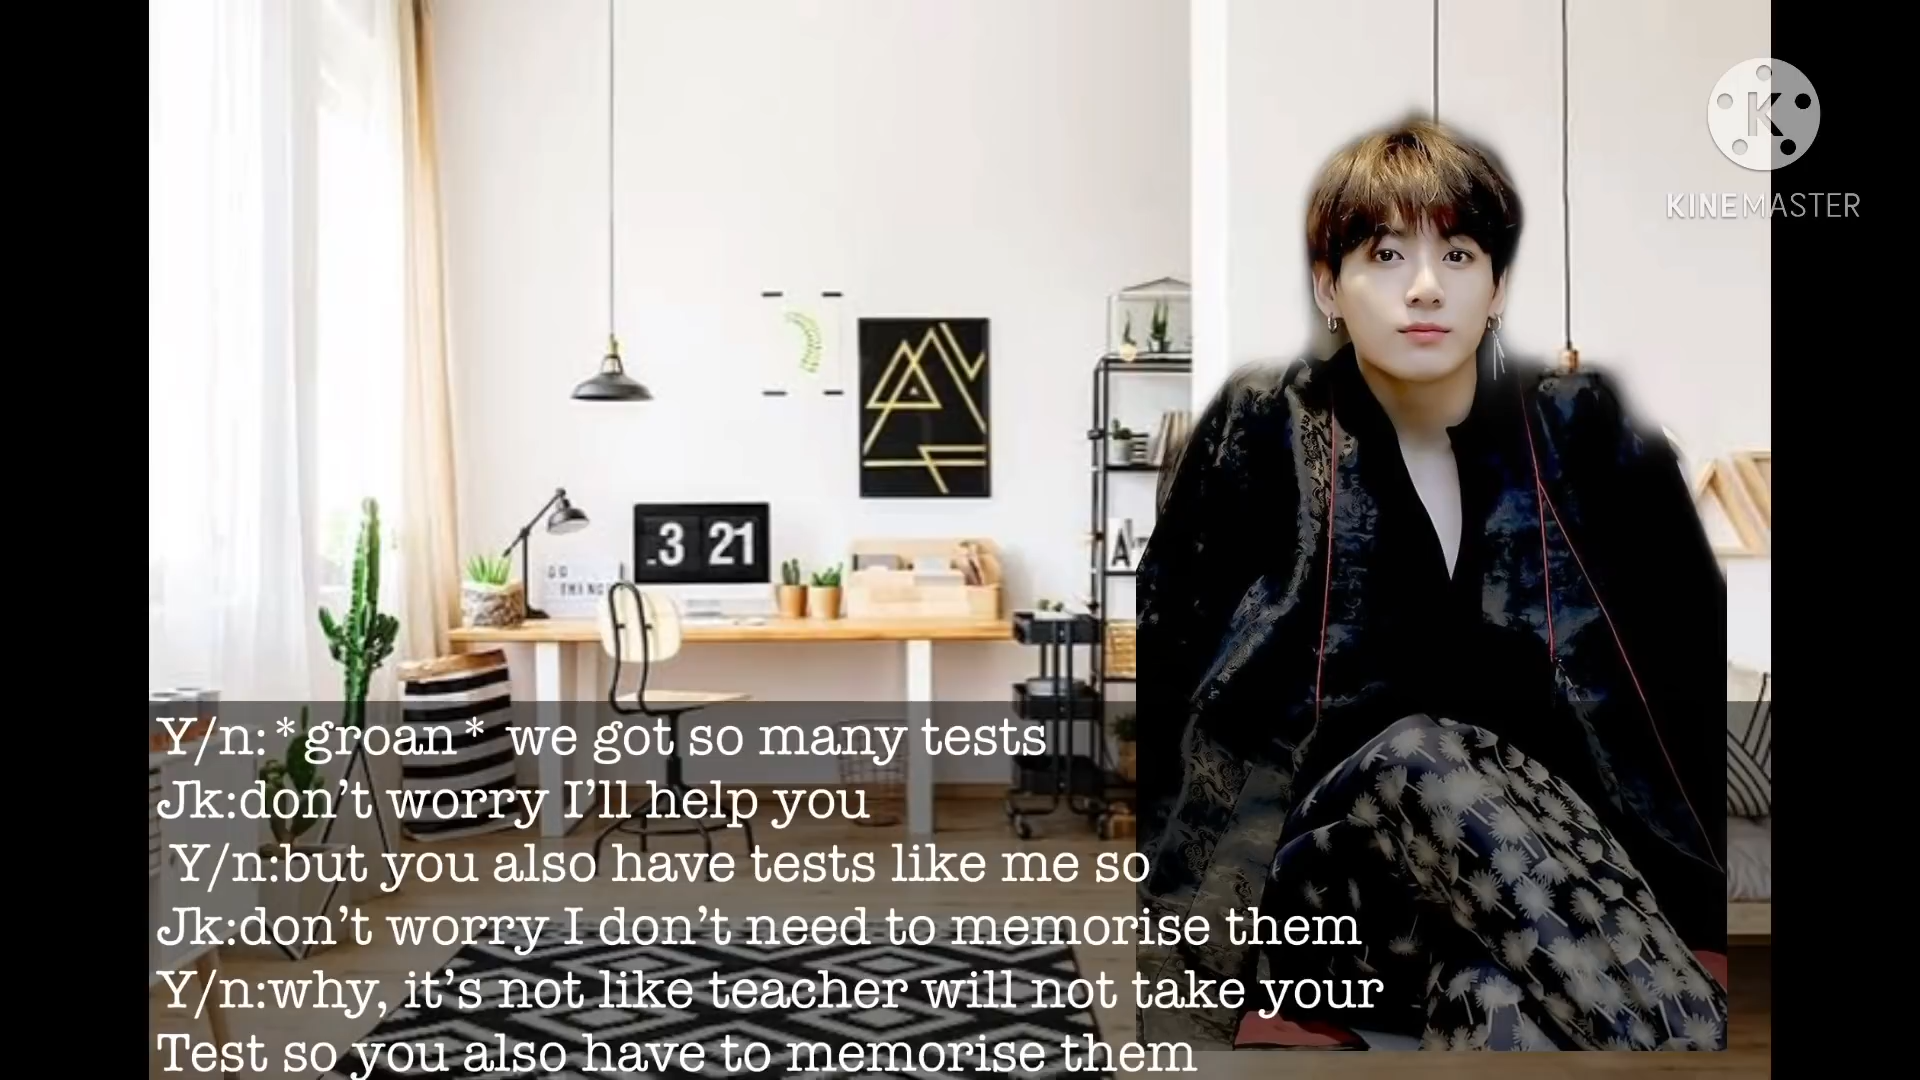 K
KINEMASTER
3 21
GO
THING
A
Y/n:*groan* we got so many tests
Jk:don’t worry I’ll help you
Y/n:but you also have tests like me so
Jk:don’t worry I don’t need to memorise them
Y/n:why, it’s not like teacher will not take your
Test so you also have to memorise them